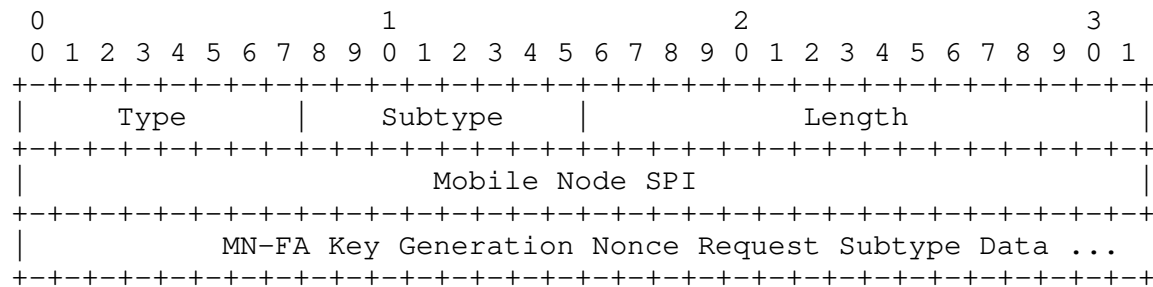 0                   1                   2                   3
 0 1 2 3 4 5 6 7 8 9 0 1 2 3 4 5 6 7 8 9 0 1 2 3 4 5 6 7 8 9 0 1
+-+-+-+-+-+-+-+-+-+-+-+-+-+-+-+-+-+-+-+-+-+-+-+-+-+-+-+-+-+-+-+-+
|     Type      |    Subtype    |            Length             |
+-+-+-+-+-+-+-+-+-+-+-+-+-+-+-+-+-+-+-+-+-+-+-+-+-+-+-+-+-+-+-+-+
|                       Mobile Node SPI                         |
+-+-+-+-+-+-+-+-+-+-+-+-+-+-+-+-+-+-+-+-+-+-+-+-+-+-+-+-+-+-+-+-+
|           MN-FA Key Generation Nonce Request Subtype Data ...
+-+-+-+-+-+-+-+-+-+-+-+-+-+-+-+-+-+-+-+-+-+-+-+-+-+-+-+-+-+-+-+-+